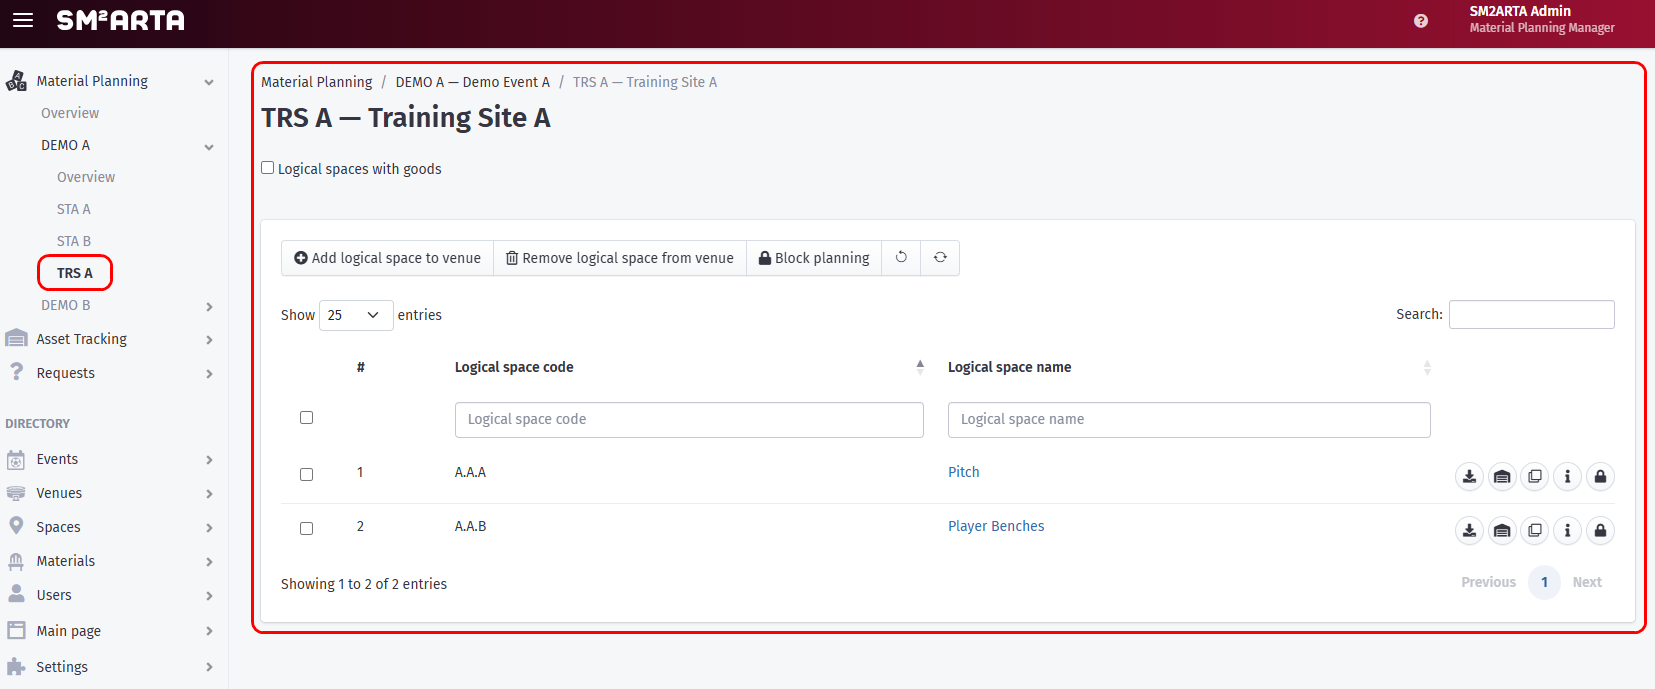 SM²ARTA
SM2ARTA Admin
Material Planning Manager
Material Planning
Overview
DEMO A
Overview
STA A
STA B
TRS A
DEMO B
Asset Tracking
Requests
DIRECTORY
Events
Venues
Spaces
Materials
Users
Main page
Settings
Material Planning / DEMO A — Demo Event A / TRS A — Training Site A
TRS A — Training Site A
Logical spaces with goods
Add logical space to venue Remove logical space from venue Block planning
Show 25 entries Search:
# Logical space code Logical space name
Logical space code Logical space name
1 A.A.A Pitch
2 A.A.B Player Benches
Showing 1 to 2 of 2 entries Previous 1 Next